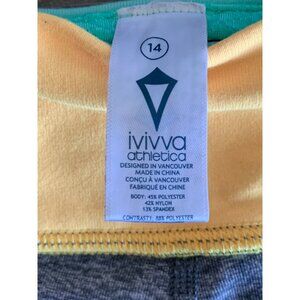 14
ivivva
athletica
DESIGNED IN VANCOUVER
MADE IN CHINA
CONÇU À VANCOUVER
FABRIQUÉ EN CHINE
BODY: 45% POLYESTER
42% NYLON
13% SPANDEX
CONTRAST1: 88% POLYESTER